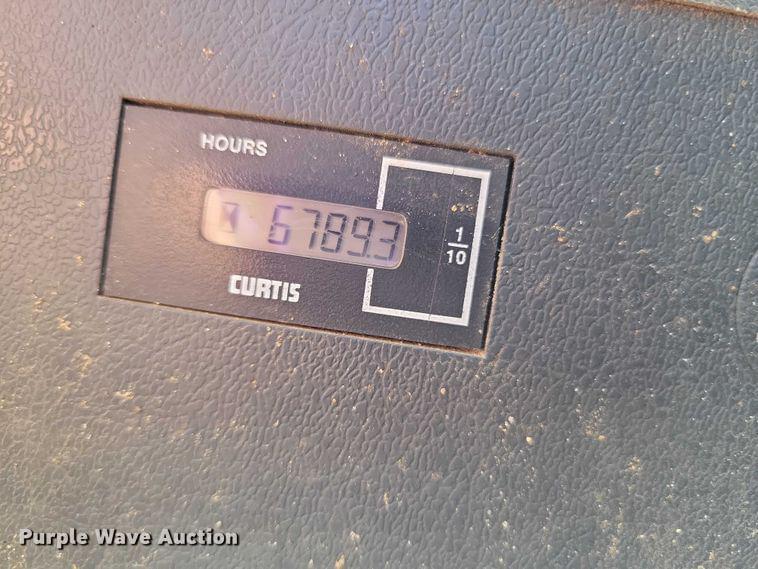 HOURS
6789.3
1
10
CURTIS
Purple Wave Auction®